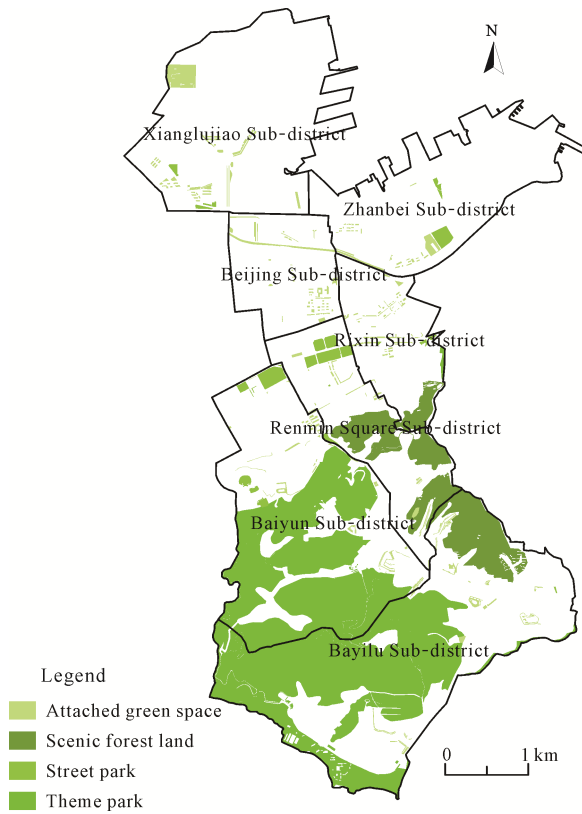 N
Xianglujiao Sub-district
Zhanbei Sub-district
Beijing Sub-district
Rixin Sub-district
Renmin Square Sub-district
Baiyun Sub-district
Bayilu Sub-district
Legend
Attached green space
Scenic forest land
Street park
Theme park
0 1 km